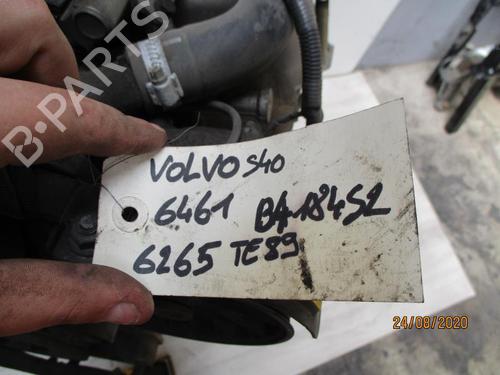 B-PARTS
VOLVO S40
6461 B4184S2
6265 TE89
24/08/2020